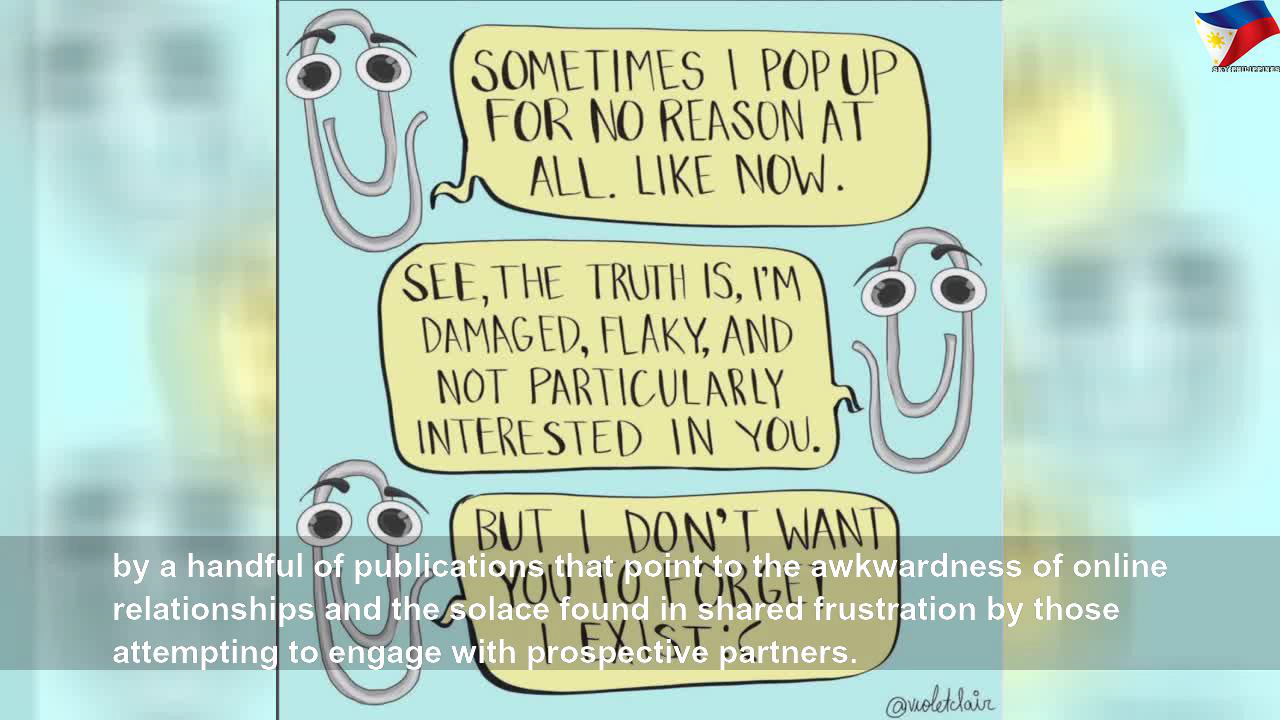 SKY PHILIPPINES
SOMETIMES I POP UP
FOR NO REASON AT
ALL. LIKE NOW.
SEE, THE TRUTH IS, I'M
DAMAGED, FLAKY, AND
NOT PARTICULARLY
INTERESTED IN YOU.
BUT I DON'T WANT
YOU TO FORGET
I EXIST :(
by a handful of publications that point to the awkwardness of online
relationships and the solace found in shared frustration by those
attempting to engage with prospective partners.
@violetclair